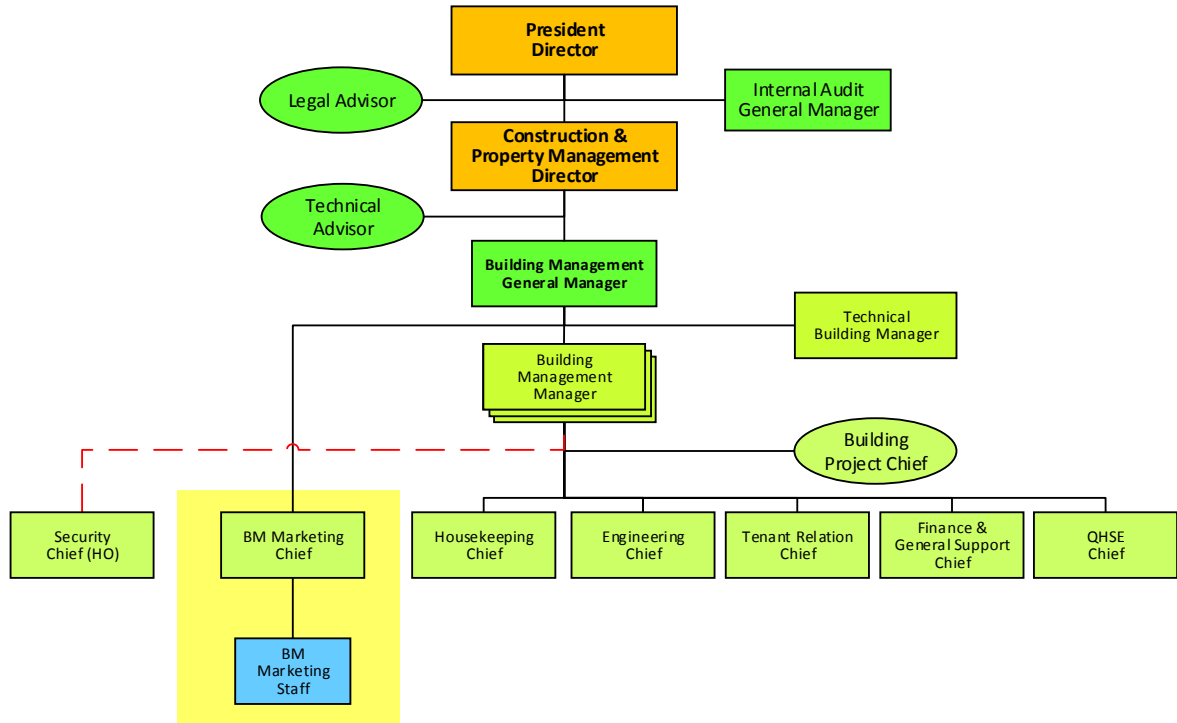 President
Director
Legal Advisor
Internal Audit
General Manager
Construction &
Property Management
Director
Technical
Advisor
Building Management
General Manager
Technical
Building Manager
Building
Management
Manager
Building
Project Chief
Security
Chief (HO)
BM Marketing
Chief
Housekeeping
Chief
Engineering
Chief
Tenant Relation
Chief
Finance &
General Support
Chief
QHSE
Chief
BM
Marketing
Staff